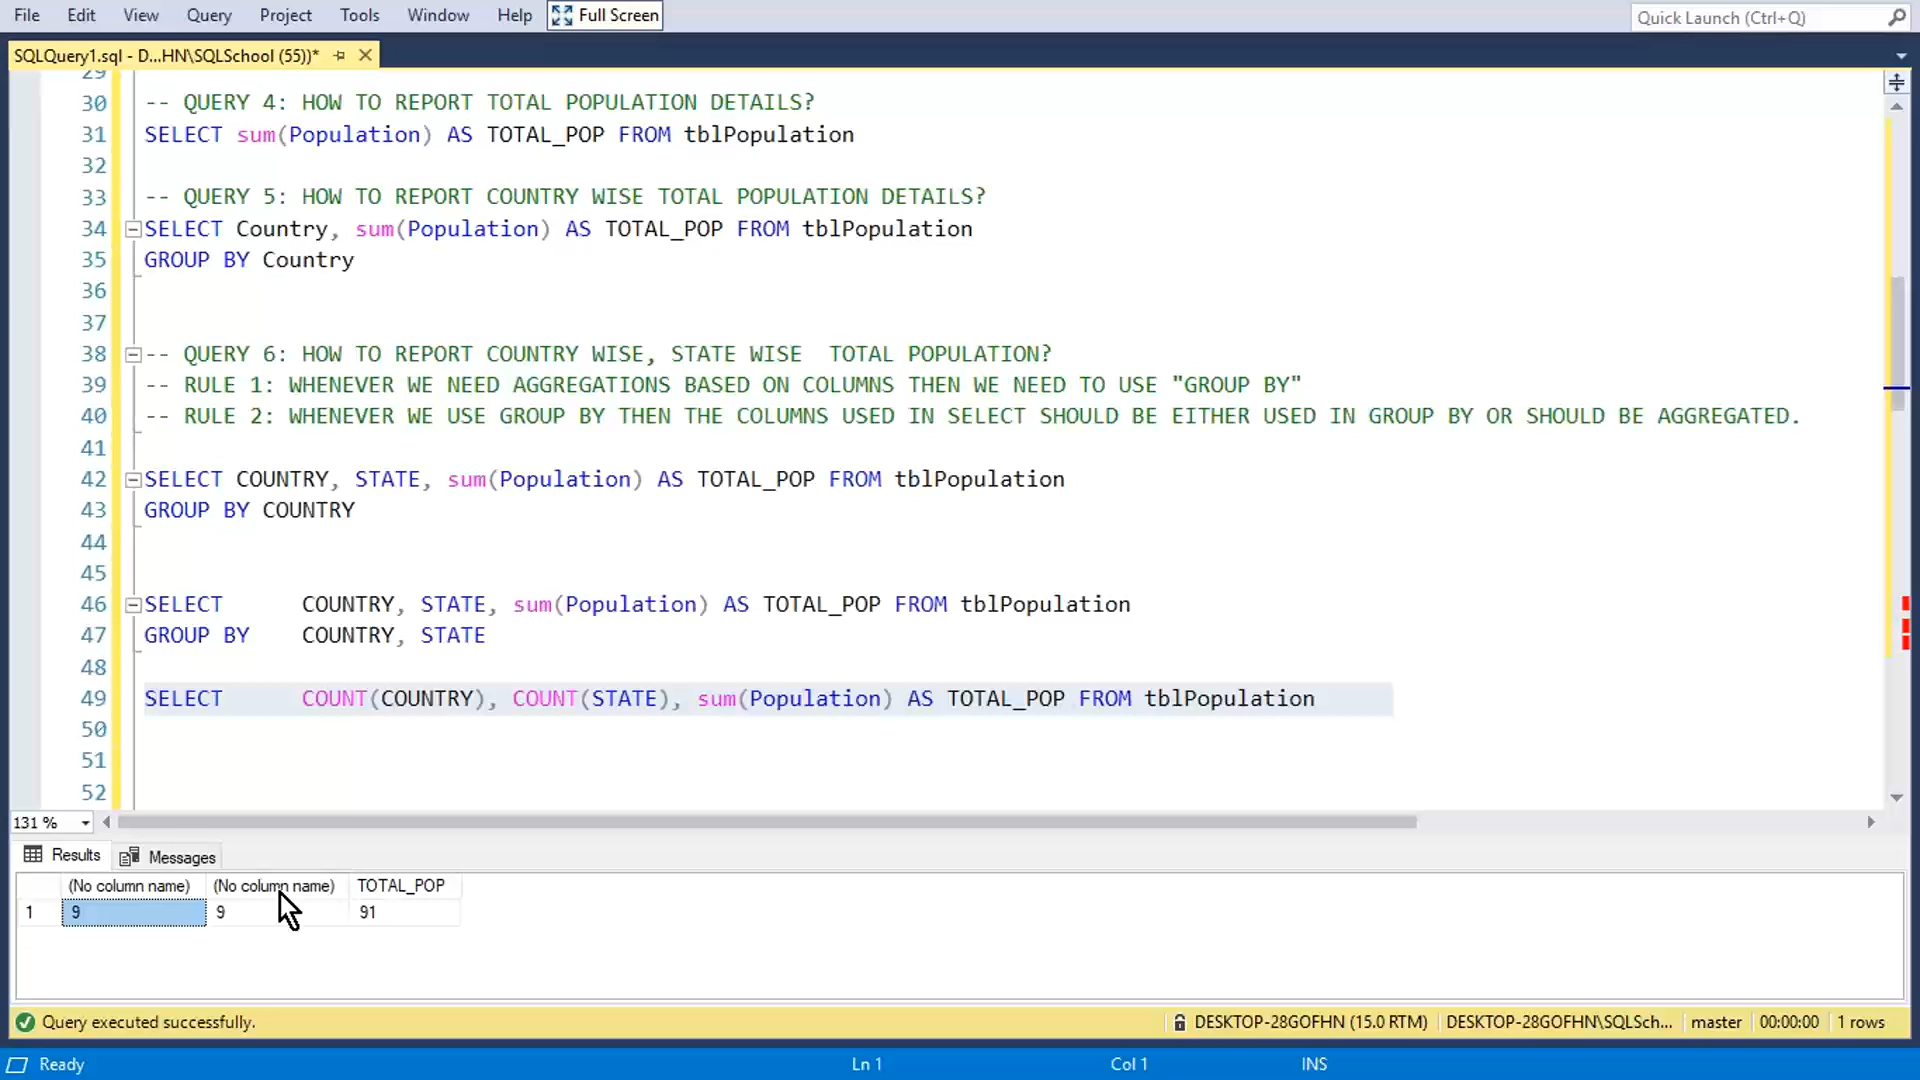 File Edit View Query Project Tools Window Help Full Screen Quick Launch (Ctrl+Q)
SQLQuery1.sql - D...HN\SQLSchool (55))*
29
30 -- QUERY 4: HOW TO REPORT TOTAL POPULATION DETAILS?
31 SELECT sum(Population) AS TOTAL_POP FROM tblPopulation
32
33 -- QUERY 5: HOW TO REPORT COUNTRY WISE TOTAL POPULATION DETAILS?
34 SELECT Country, sum(Population) AS TOTAL_POP FROM tblPopulation
35 GROUP BY Country
36
37
38 -- QUERY 6: HOW TO REPORT COUNTRY WISE, STATE WISE  TOTAL POPULATION?
39 -- RULE 1: WHENEVER WE NEED AGGREGATIONS BASED ON COLUMNS THEN WE NEED TO USE "GROUP BY"
40 -- RULE 2: WHENEVER WE USE GROUP BY THEN THE COLUMNS USED IN SELECT SHOULD BE EITHER USED IN GROUP BY OR SHOULD BE AGGREGATED.
41
42 SELECT COUNTRY, STATE, sum(Population) AS TOTAL_POP FROM tblPopulation
43 GROUP BY COUNTRY
44
45
46 SELECT COUNTRY, STATE, sum(Population) AS TOTAL_POP FROM tblPopulation
47 GROUP BY COUNTRY, STATE
48
49 SELECT COUNT(COUNTRY), COUNT(STATE), sum(Population) AS TOTAL_POP FROM tblPopulation
50
51
52
131 %
Results Messages
(No column name) (No column name) TOTAL_POP
1 9 9 91
Query executed successfully. DESKTOP-28GOFHN (15.0 RTM) DESKTOP-28GOFHN\SQLSch... master 00:00:00 1 rows
Ready Ln 1 Col 1 INS